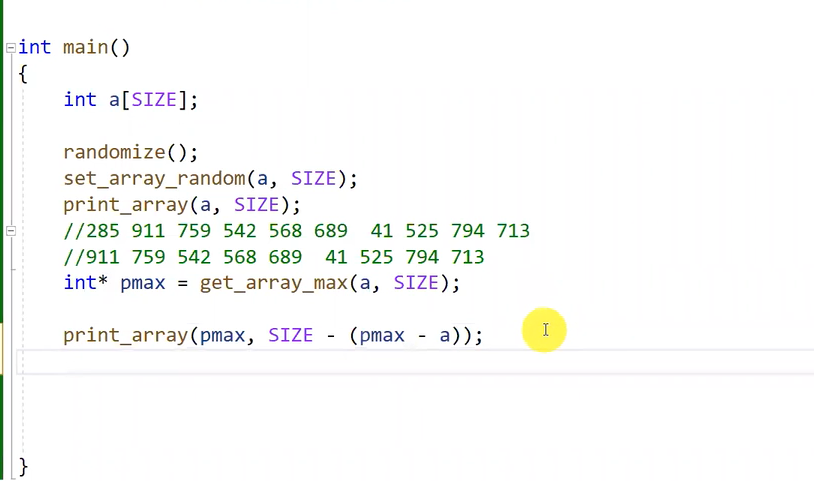 int main()
{
    int a[SIZE];
    randomize();
    set_array_random(a, SIZE);
    print_array(a, SIZE);
    //285 911 759 542 568 689  41 525 794 713
    //911 759 542 568 689  41 525 794 713
    int* pmax = get_array_max(a, SIZE);
    print_array(pmax, SIZE - (pmax - a));
}